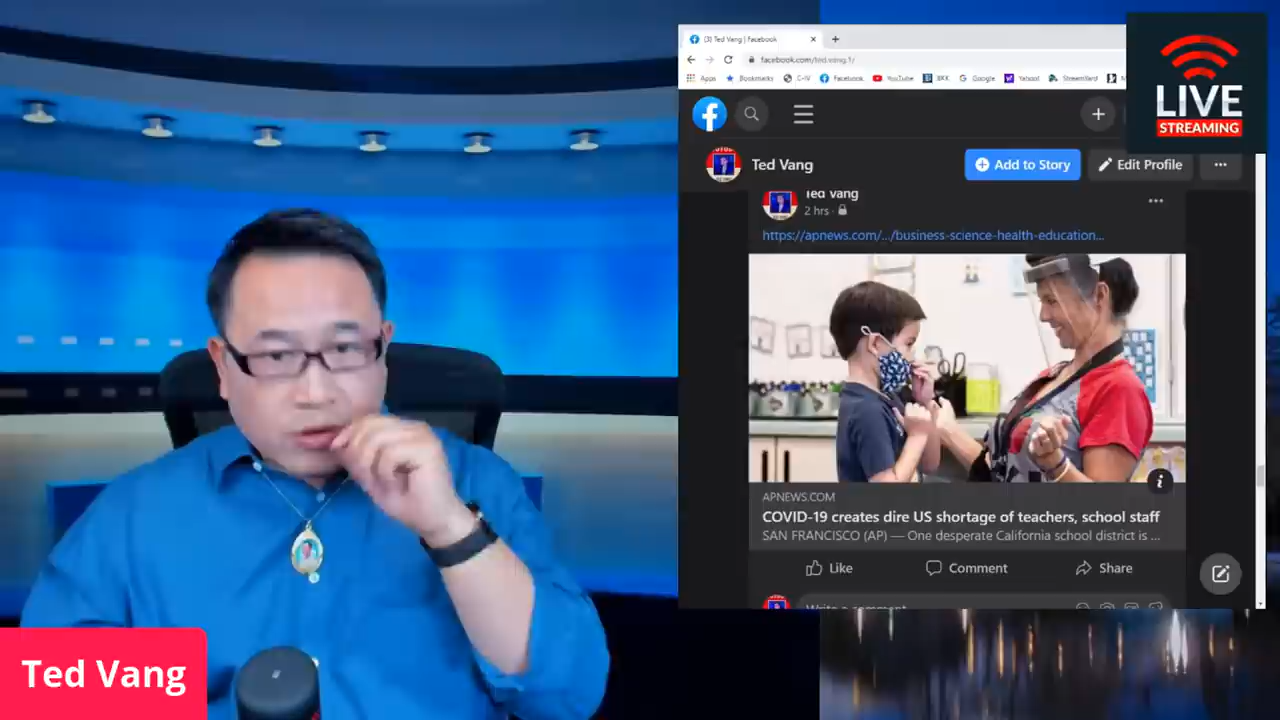 (3) Ted Vang | Facebook
facebook.com/ted.vang.1/
Apps Bookmarks C-IV Facebook YouTube BKK Google Yahoo! StreamYard
LIVE
STREAMING
Ted Vang
Add to Story
Edit Profile
Ted Vang
2 hrs
https://apnews.com/.../business-science-health-education...
APNEWS.COM
COVID-19 creates dire US shortage of teachers, school staff
SAN FRANCISCO (AP) — One desperate California school district is ...
Like Comment Share
Write a comment
Ted Vang